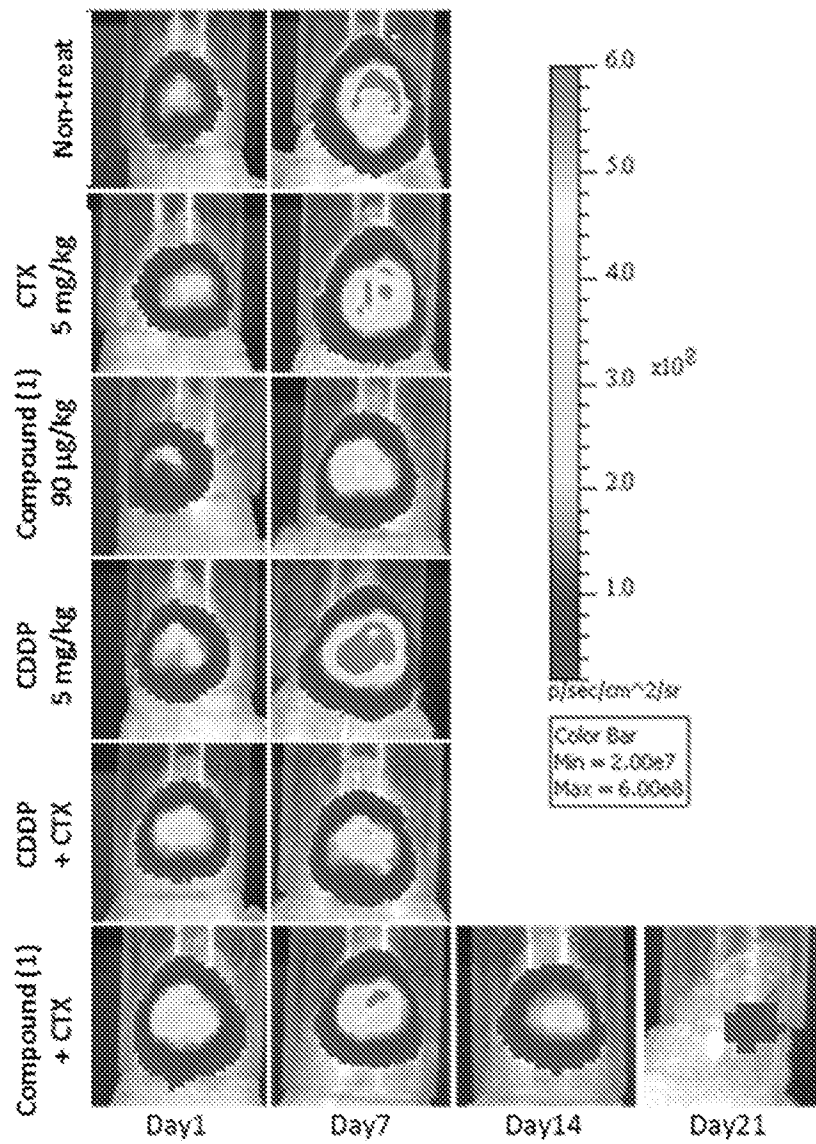 Non-treat
CTX
5 mg/kg
Compound [1]
90 µg/kg
CDDP
5 mg/kg
CDDP
+ CTX
Compound [1]
+ CTX
Day1
Day7
Day14
Day21
6.0
5.0
4.0
3.0
x10^8
2.0
1.0
p/sec/cm^2/sr
Color Bar
Min = 2.00e7
Max = 6.00e8